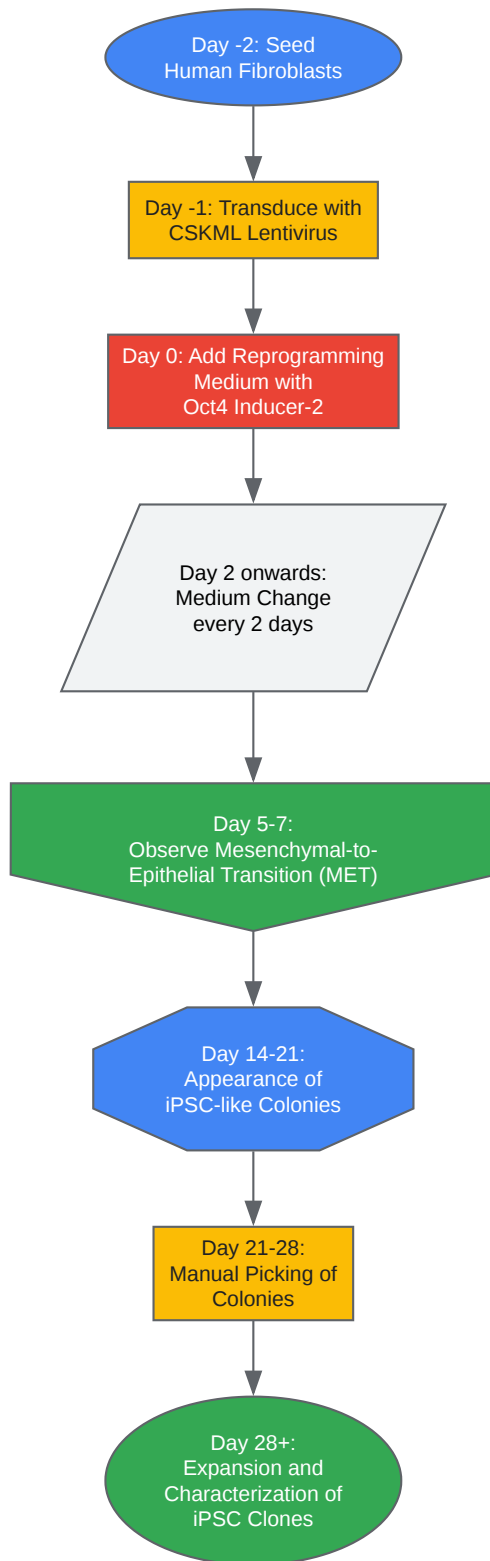 Day -2: Seed
Human Fibroblasts
Day -1: Transduce with
CSKML Lentivirus
Day 0: Add Reprogramming
Medium with
Oct4 Inducer-2
Day 2 onwards:
Medium Change
every 2 days
Day 5-7:
Observe Mesenchymal-to-
Epithelial Transition (MET)
Day 14-21:
Appearance of
iPSC-like Colonies
Day 21-28:
Manual Picking of
Colonies
Day 28+:
Expansion and
Characterization of
iPSC Clones